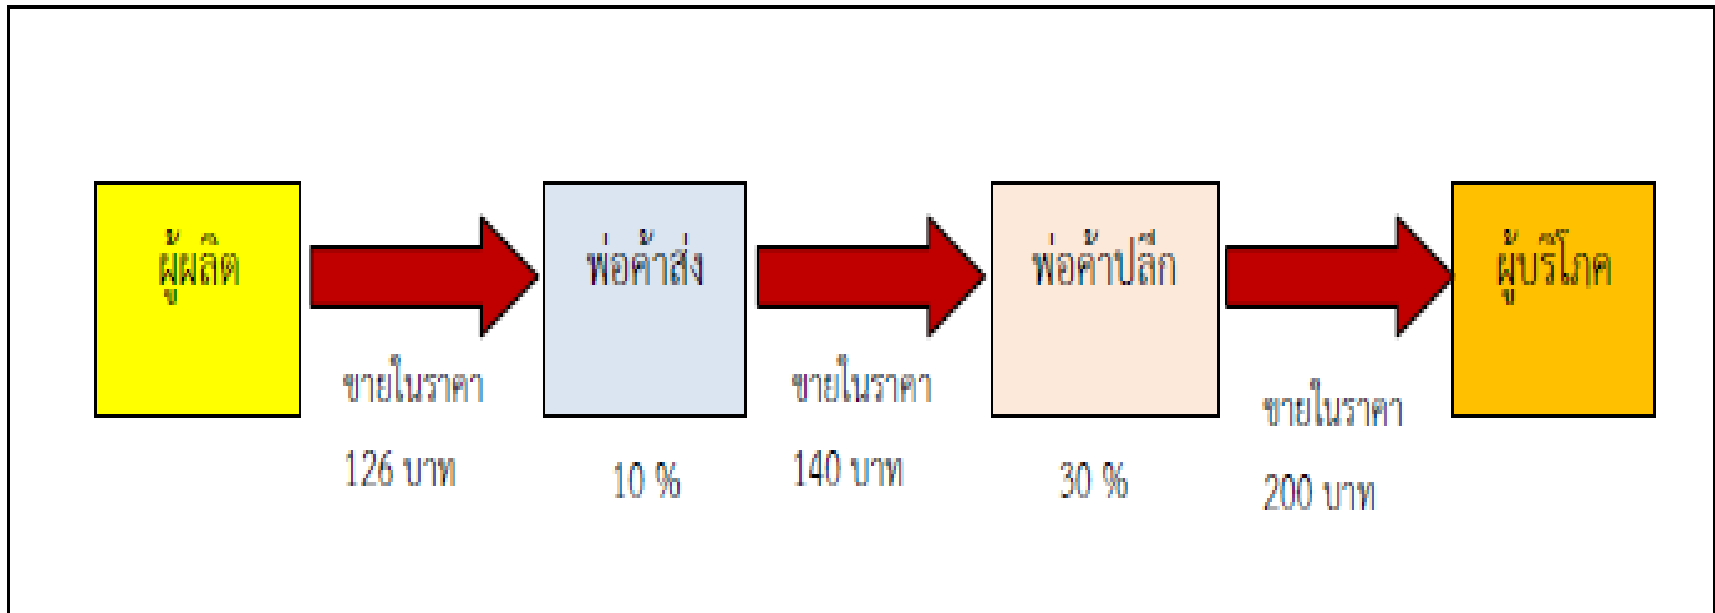 ผู้ผลิต
พ่อค้าส่ง
พ่อค้าปลีก
ผู้บริโภค
ขายในราคา
126 บาท
10 %
ขายในราคา
140 บาท
30 %
ขายในราคา
200 บาท